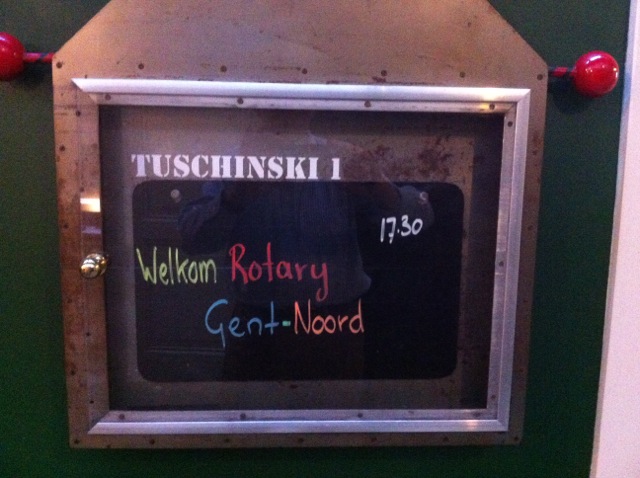 TUSCHINSKI 1
17.30
Welkom Rotary
Gent-Noord